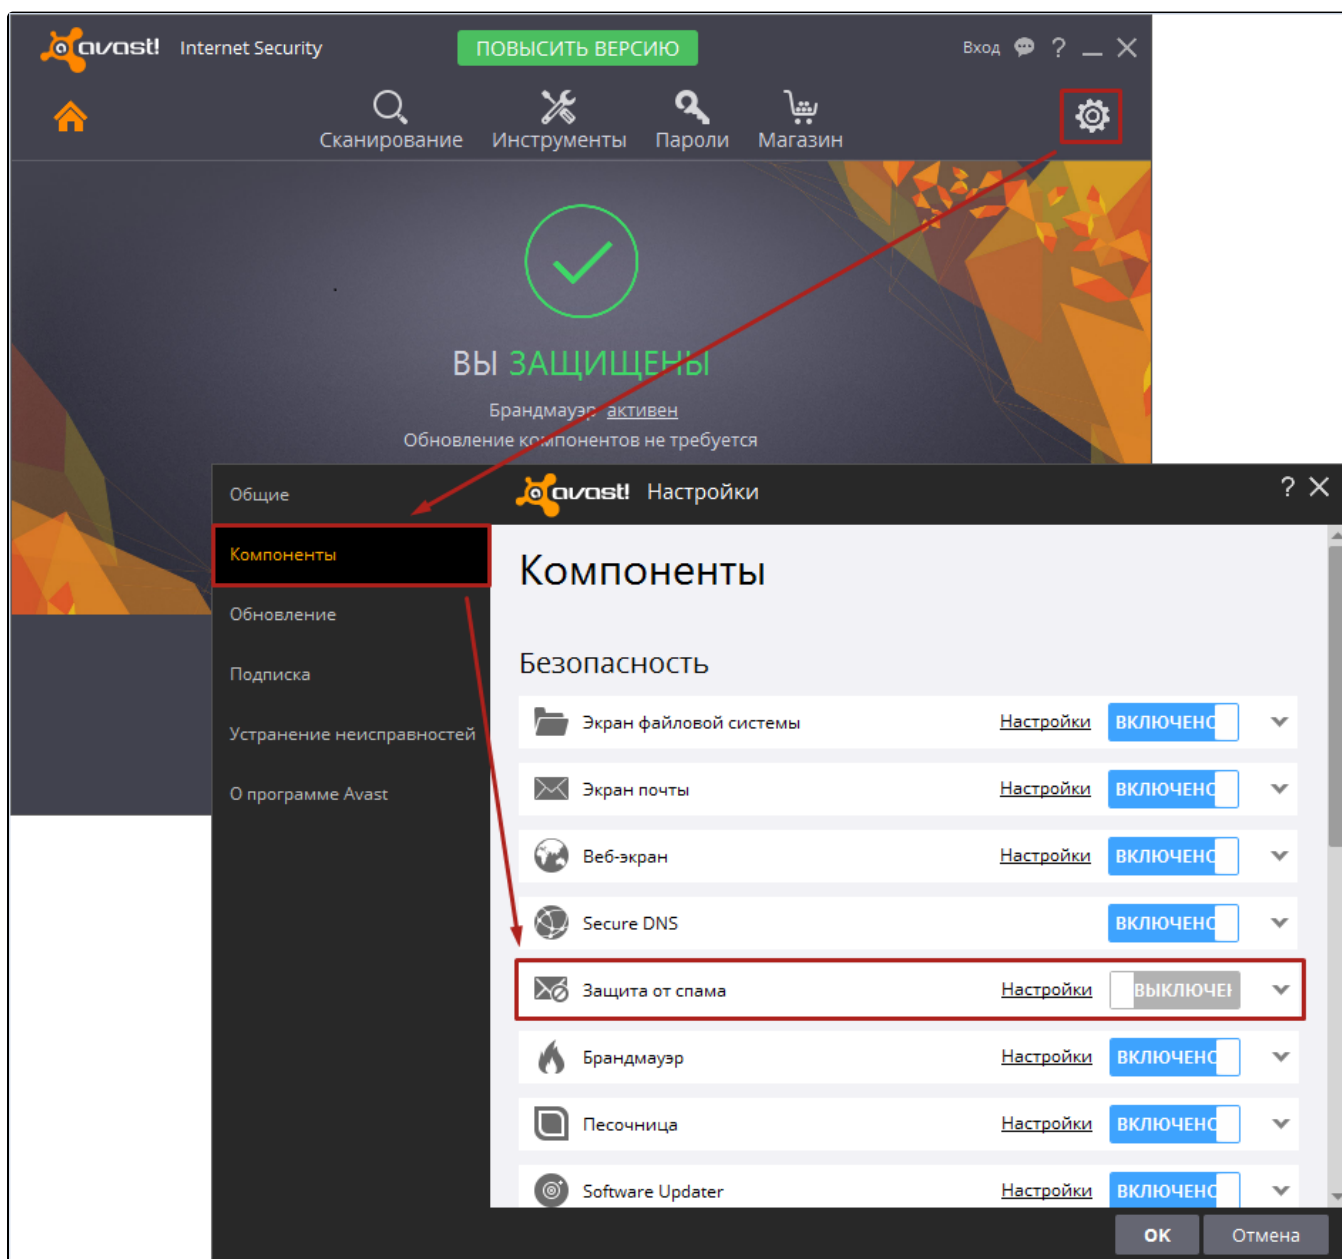 avast! Internet Security ПОВЫСИТЬ ВЕРСИЮ Вход ?
Сканирование Инструменты Пароли Магазин
ВЫ ЗАЩИЩЕНЫ
Брандмауэр активен
Обновление компонентов не требуется
avast! Настройки ?
Общие
Компоненты
Обновление
Подписка
Устранение неисправностей
О программе Avast
Компоненты
Безопасность
Экран файловой системы Настройки ВКЛЮЧЕНО
Экран почты Настройки ВКЛЮЧЕНО
Веб-экран Настройки ВКЛЮЧЕНО
Secure DNS ВКЛЮЧЕНО
Защита от спама Настройки ВЫКЛЮЧЕН
Брандмауэр Настройки ВКЛЮЧЕНО
Песочница Настройки ВКЛЮЧЕНО
Software Updater Настройки ВКЛЮЧЕНО
ОК Отмена